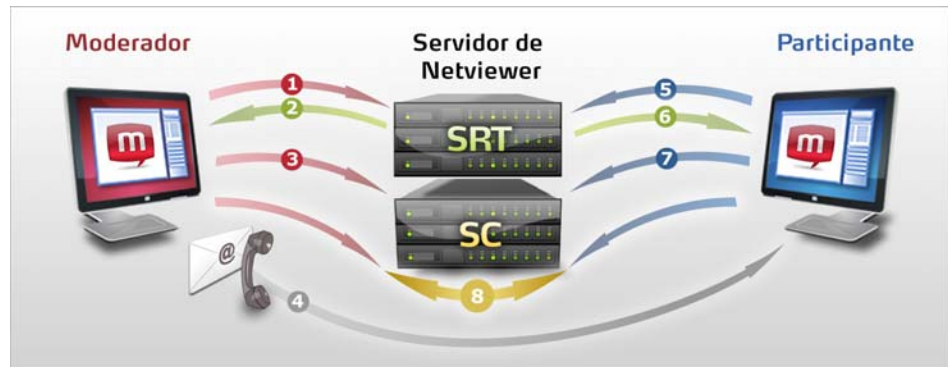 Moderador
Servidor de
Netviewer
Participante
1
2
3
4
5
6
7
8
SRT
SC
m
m
@